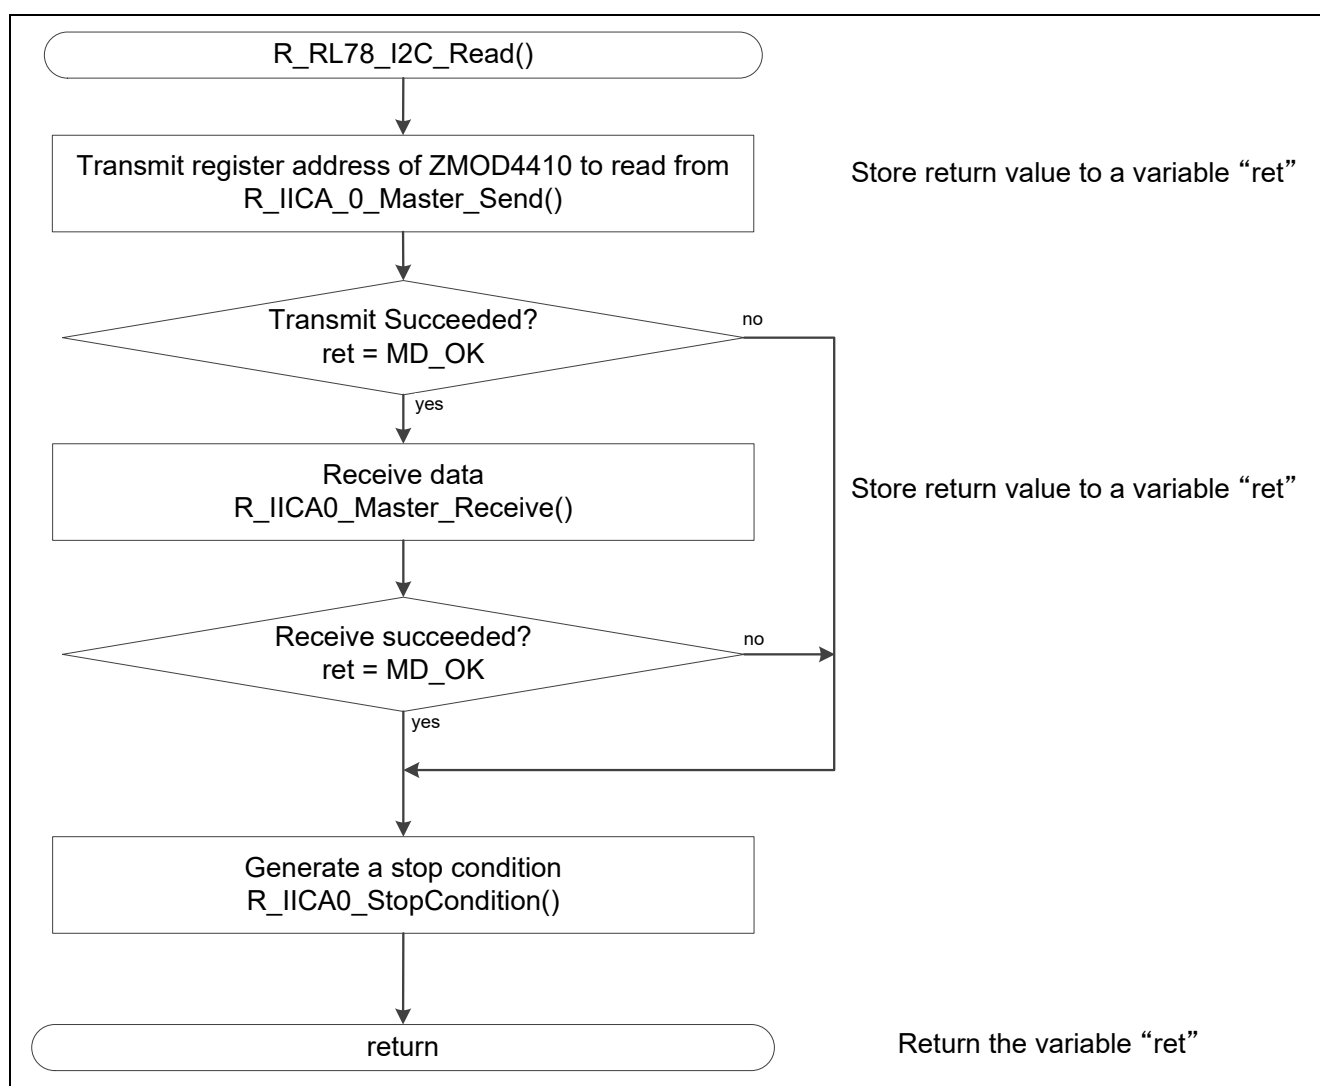 R_RL78_I2C_Read()
Transmit register address of ZMOD4410 to read from
R_IICA_0_Master_Send()
Store return value to a variable “ret”
Transmit Succeeded?
ret = MD_OK
no
yes
Receive data
R_IICA0_Master_Receive()
Store return value to a variable “ret”
Receive succeeded?
ret = MD_OK
no
yes
Generate a stop condition
R_IICA0_StopCondition()
return
Return the variable “ret”